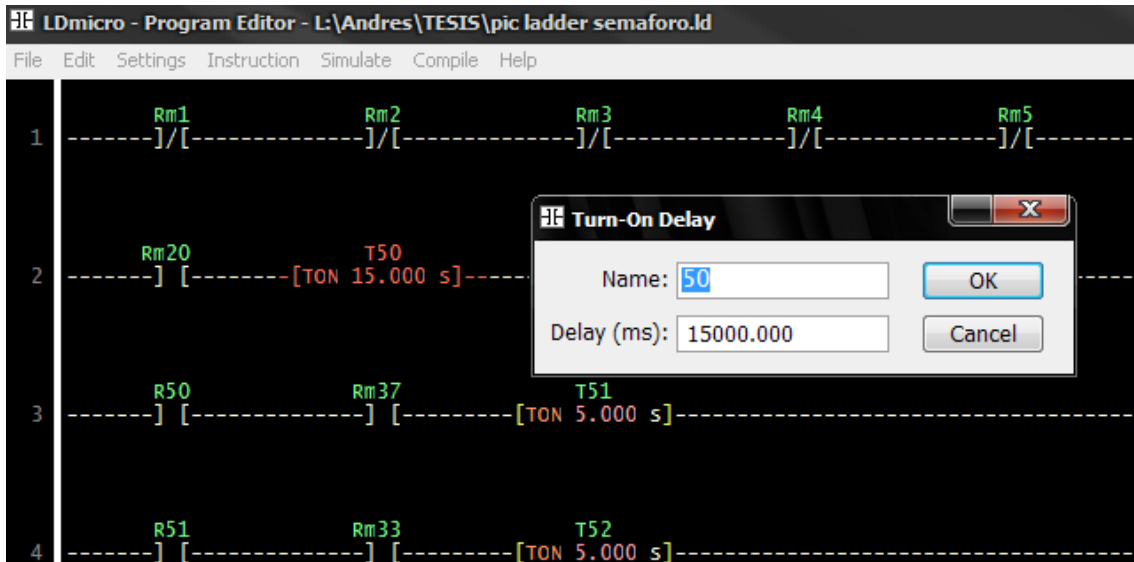 LDmicro - Program Editor - L:\Andres\TESIS\pic ladder semaforo.ld
File Edit Settings Instruction Simulate Compile Help
Rm1 Rm2 Rm3 Rm4 Rm5
1 -------]/[--------------]/[--------------]/[--------------]/[--------------]/[--------
Turn-On Delay
Rm20 T50
2 -------] [--------[TON 15.000 s]------
Name: 50 OK
Delay (ms): 15000.000 Cancel
R50 Rm37 T51
3 -------] [--------------] [---------[TON 5.000 s]--------------------------------------
R51 Rm33 T52
4 -------] [--------------] [---------[TON 5.000 s]--------------------------------------